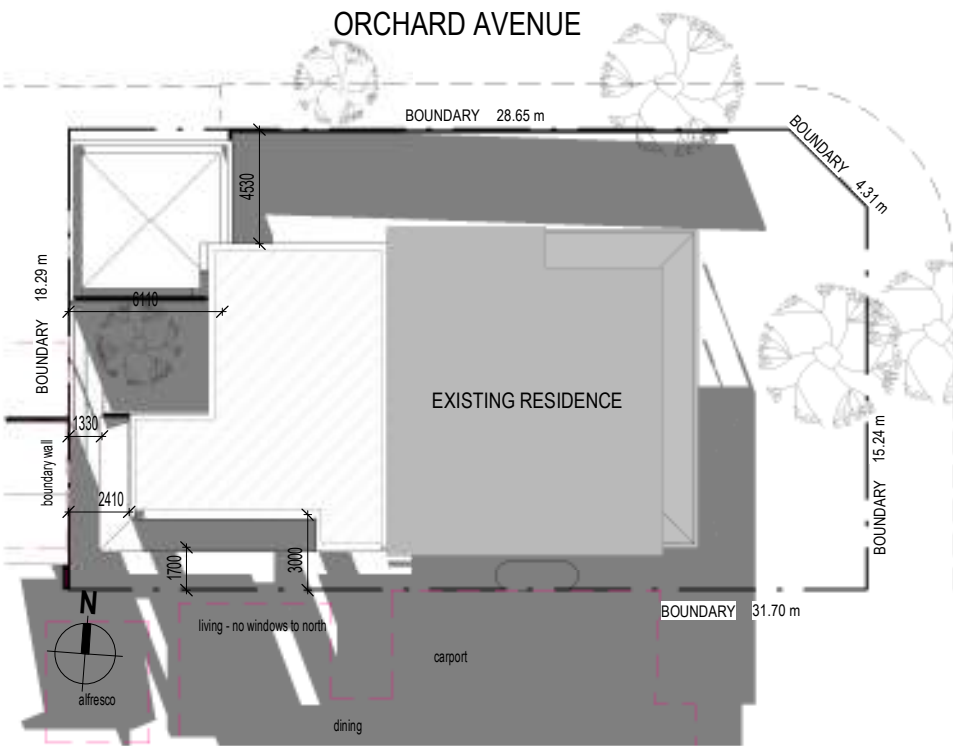 ORCHARD AVENUE
BOUNDARY 28.65 m
BOUNDARY 4.31 m
4530
BOUNDARY 18.29 m
6110
EXISTING RESIDENCE
1330
boundary wall
2410
BOUNDARY 15.24 m
1700
3000
N
BOUNDARY 31.70 m
living - no windows to north
carport
alfresco
dining